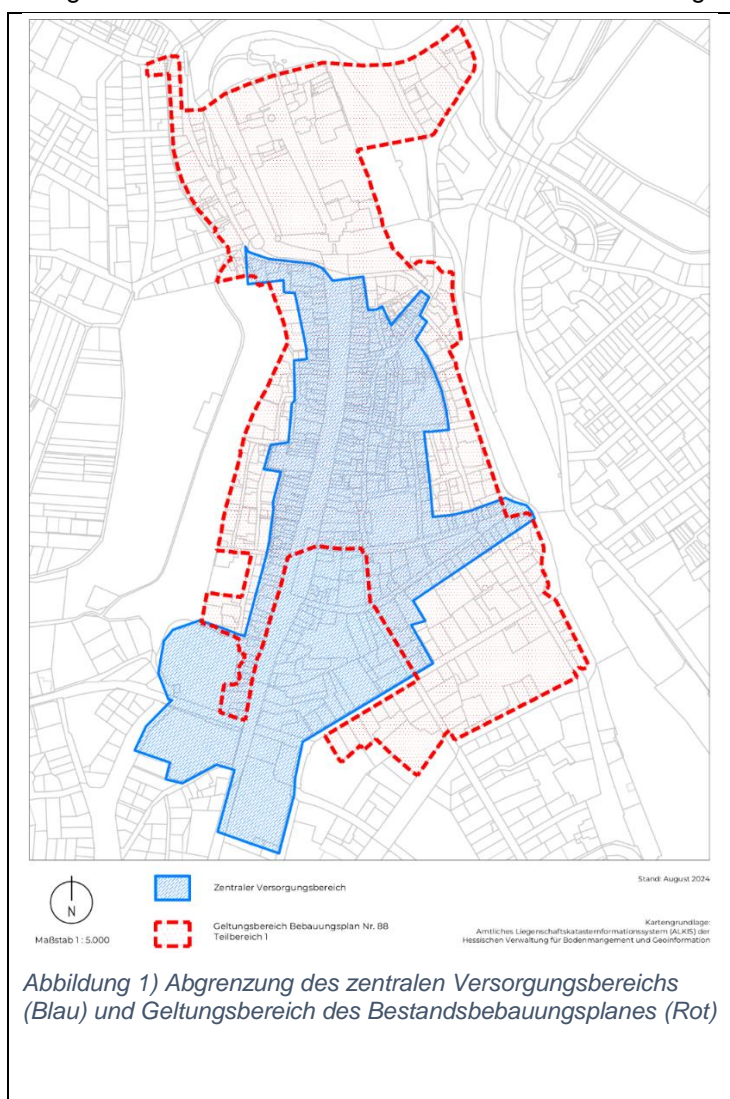 N
Maßstab 1 : 5.000
Zentraler Versorgungsbereich
Geltungsbereich Bebauungsplan Nr. 88
Teilbereich 1
Stand: August 2024
Kartengrundlage:
Amtliches Liegenschaftskatasterinformationssystem (ALKIS) der
Hessischen Verwaltung für Bodenmangement und Geoinformation
Abbildung 1) Abgrenzung des zentralen Versorgungsbereichs
(Blau) und Geltungsbereich des Bestandsbebauungsplanes (Rot)